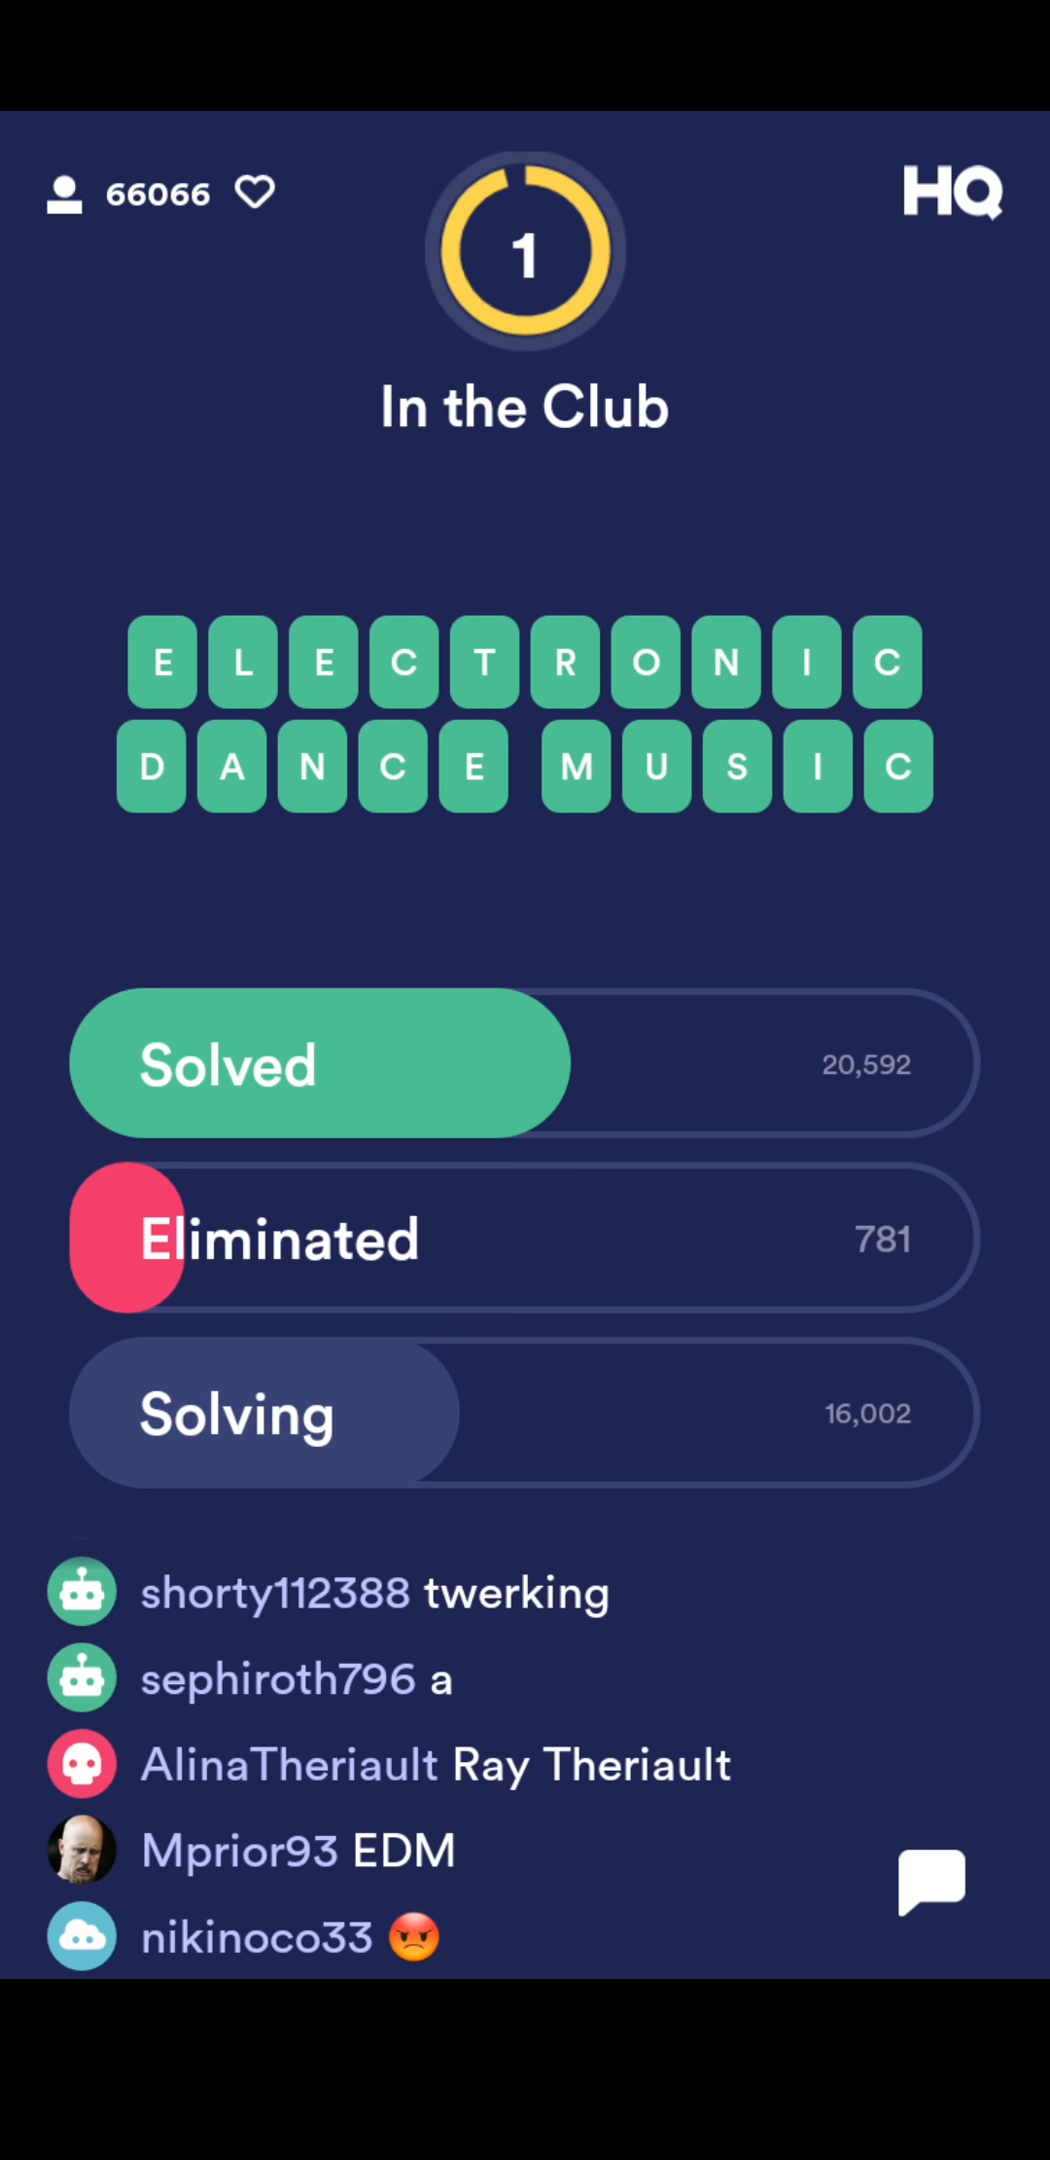 66066
HQ
1
In the Club
ELECTRONIC
DANCE MUSIC
Solved 20,592
Eliminated 781
Solving 16,002
shorty112388 twerking
sephiroth796 a
AlinaTheriault Ray Theriault
Mprior93 EDM
nikinoco33 😡